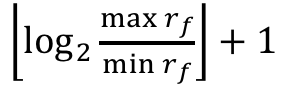 ⌊log₂ max r_f / min r_f⌋ + 1